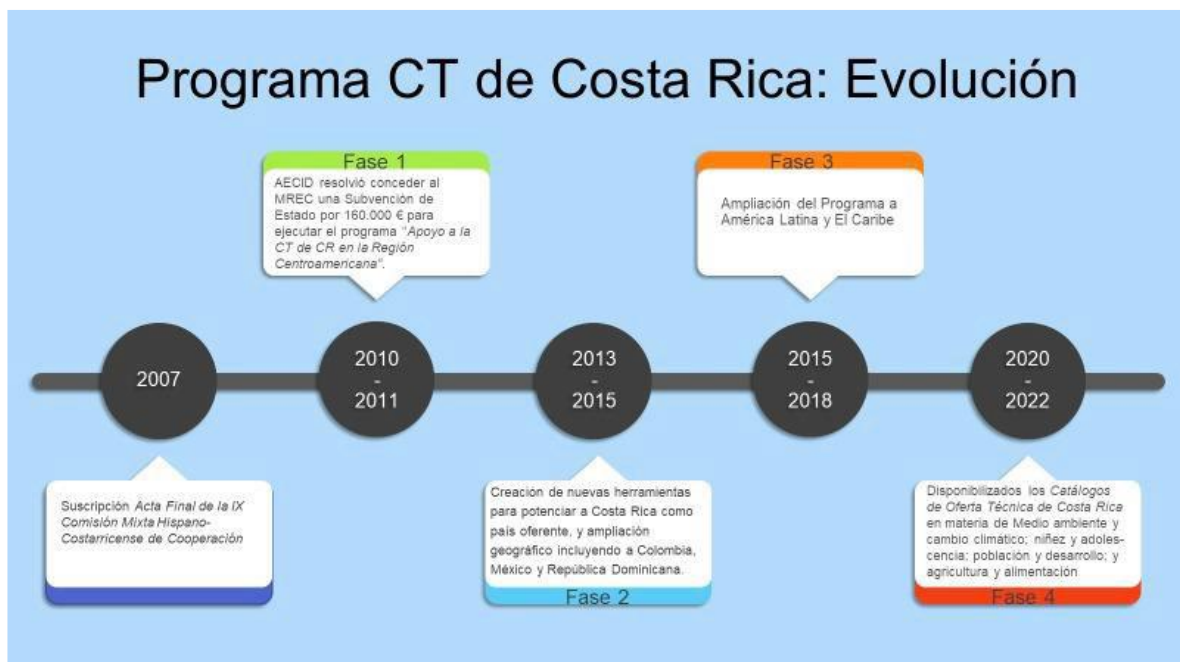 Programa CT de Costa Rica: Evolución
Fase 1
AECID resolvió conceder al
MREC una Subvención de
Estado por 160.000 € para
ejecutar el programa "Apoyo a la
CT de CR en la Región
Centroamericana".
Fase 3
Ampliación del Programa a
América Latina y El Caribe
2007
2010
-
2011
2013
-
2015
2015
-
2018
2020
-
2022
Suscripción Acta Final de la IX
Comisión Mixta Hispano-
Costarricense de Cooperación
Creación de nuevas herramientas
para potenciar a Costa Rica como
país oferente, y ampliación
geográfico incluyendo a Colombia,
México y República Dominicana.
Fase 2
Disponibilizados los Catálogos
de Oferta Técnica de Costa Rica
en materia de Medio ambiente y
cambio climático; niñez y adoles-
cencia; población y desarrollo; y
agricultura y alimentación
Fase 4